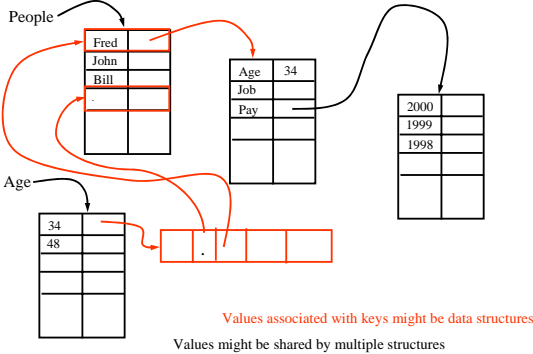 People
Fred
John
Bill
.
Age 34
Job
Pay
2000
1999
1998
Age
34
48
.
Values associated with keys might be data structures
Values might be shared by multiple structures